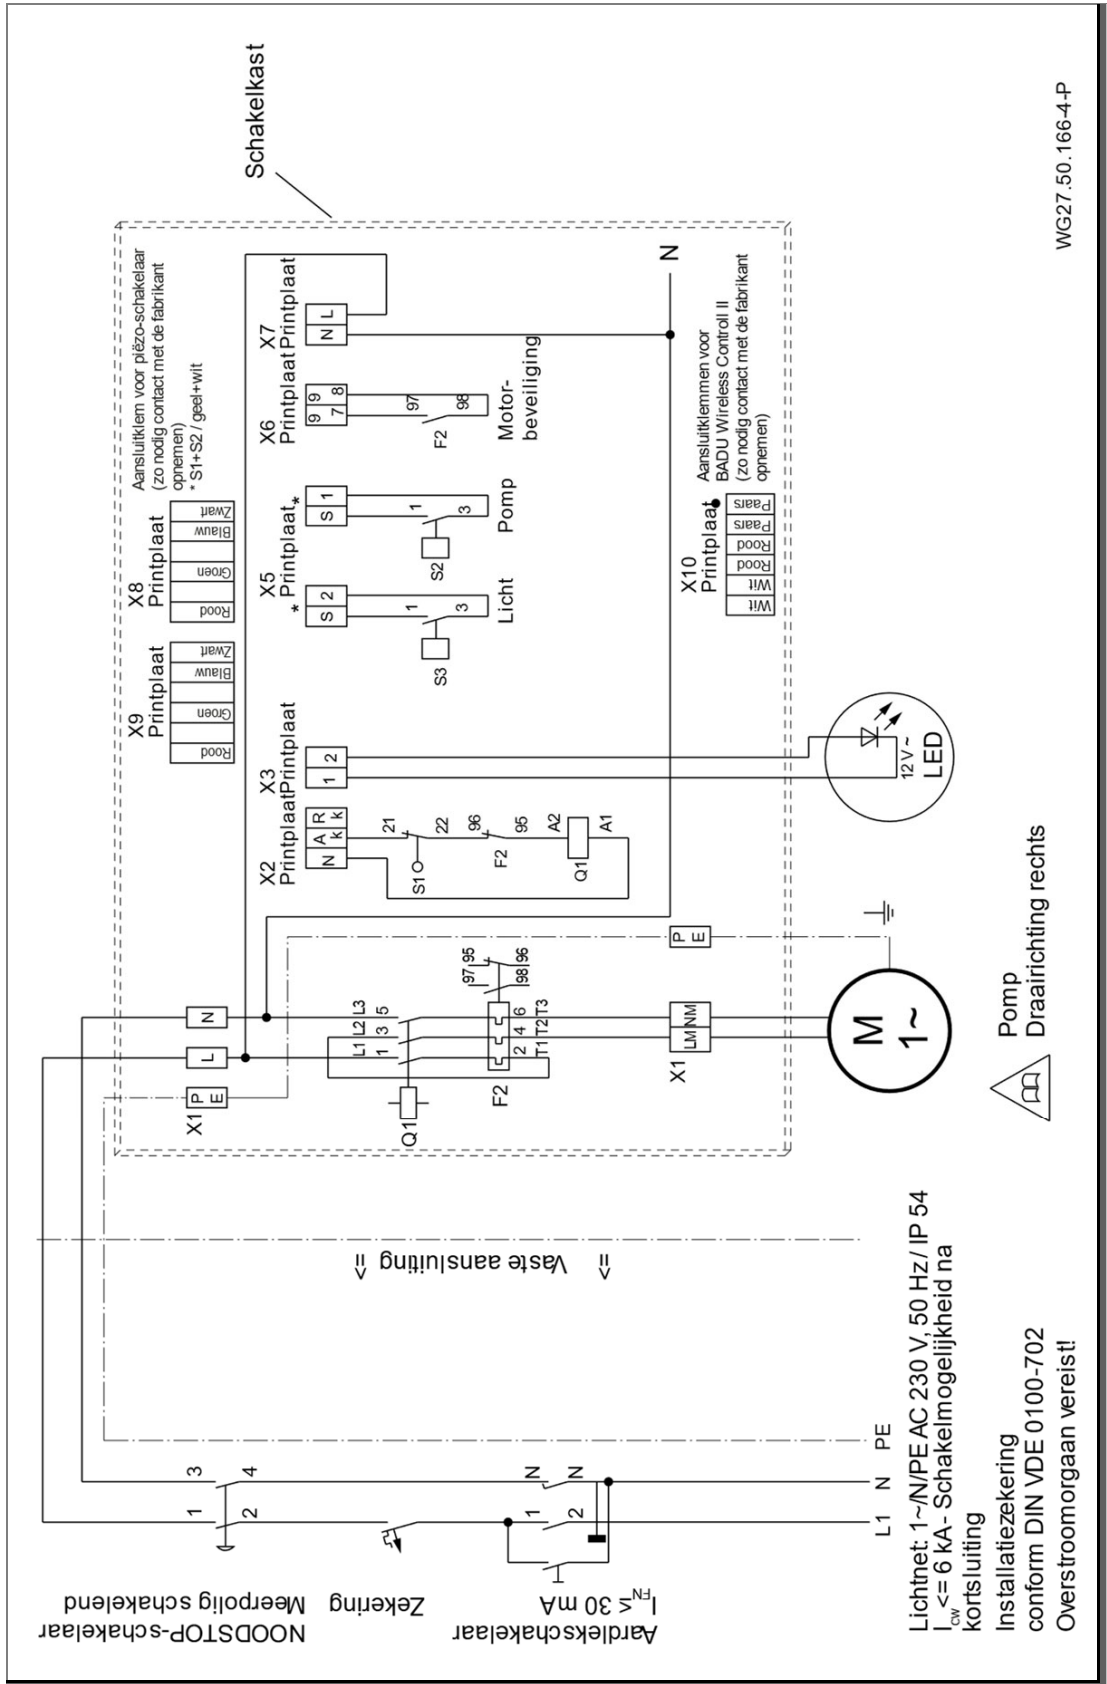 Schakelkast
WG27.50.166-4-P
Aansluitklem voor piëzo-schakelaar
(zo nodig contact met de fabrikant
opnemen)
* S1+S2 / geel+wit
X9
Printplaat
Rood
Groen
Blauw
Zwart
X8
Printplaat
Rood
Groen
Blauw
Zwart
X2
Printplaat
N
A
k
R
k
21
22
S1
96
95
F2
A2
A1
Q1
X3
Printplaat
1
2
12 V ~
LED
X5
Printplaat
*
S
2
1
3
S3
Licht
*
S
1
1
3
S2
Pomp
X6
Printplaat
9
7
9
8
97
98
F2
Motor-
beveiliging
X7
Printplaat
N
L
N
X10
Printplaat
Wit
Wit
Rood
Rood
Paars
Paars
Aansluitklemmen voor
BADU Wireless Controll II
(zo nodig contact met de fabrikant
opnemen)
X1
P
E
L
N
L1
L2
L3
1
3
5
Q1
97
95
98
96
2
4
6
T1
T2
T3
F2
X1
LM
NM
P
E
M
1~
Pomp
Draairichting rechts
=> Vaste aansluiting =>
NOODSTOP-schakelaar
Meerpolig schakelend
1
3
2
4
Zekering
Aardlekschakelaar
I FN ≤ 30 mA
1
N
2
N
L1
N
PE
Lichtnet: 1~/N/PE AC 230 V, 50 Hz / IP 54
Icw <= 6 kA - Schakelmogelijkheid na
kortsluiting
Installatiezekering
conform DIN VDE 0100-702
Overstroomorgaan vereist!